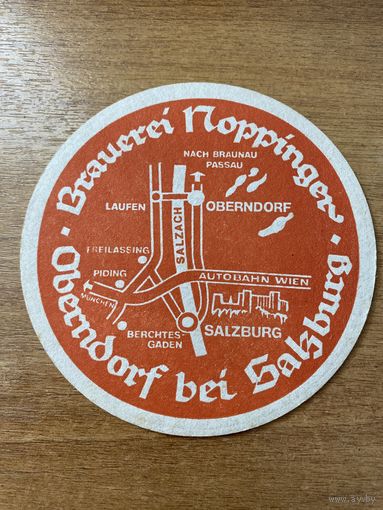 · Brauerei Noppinger ·
Oberndorf bei Salzburg
NACH BRAUNAU
PASSAU
LAUFEN
OBERNDORF
SALZACH
FREILASSING
PIDING
AUTOBAHN WIEN
MÜNCHEN
SALZBURG
BERCHTES-
GADEN
www.ay.by